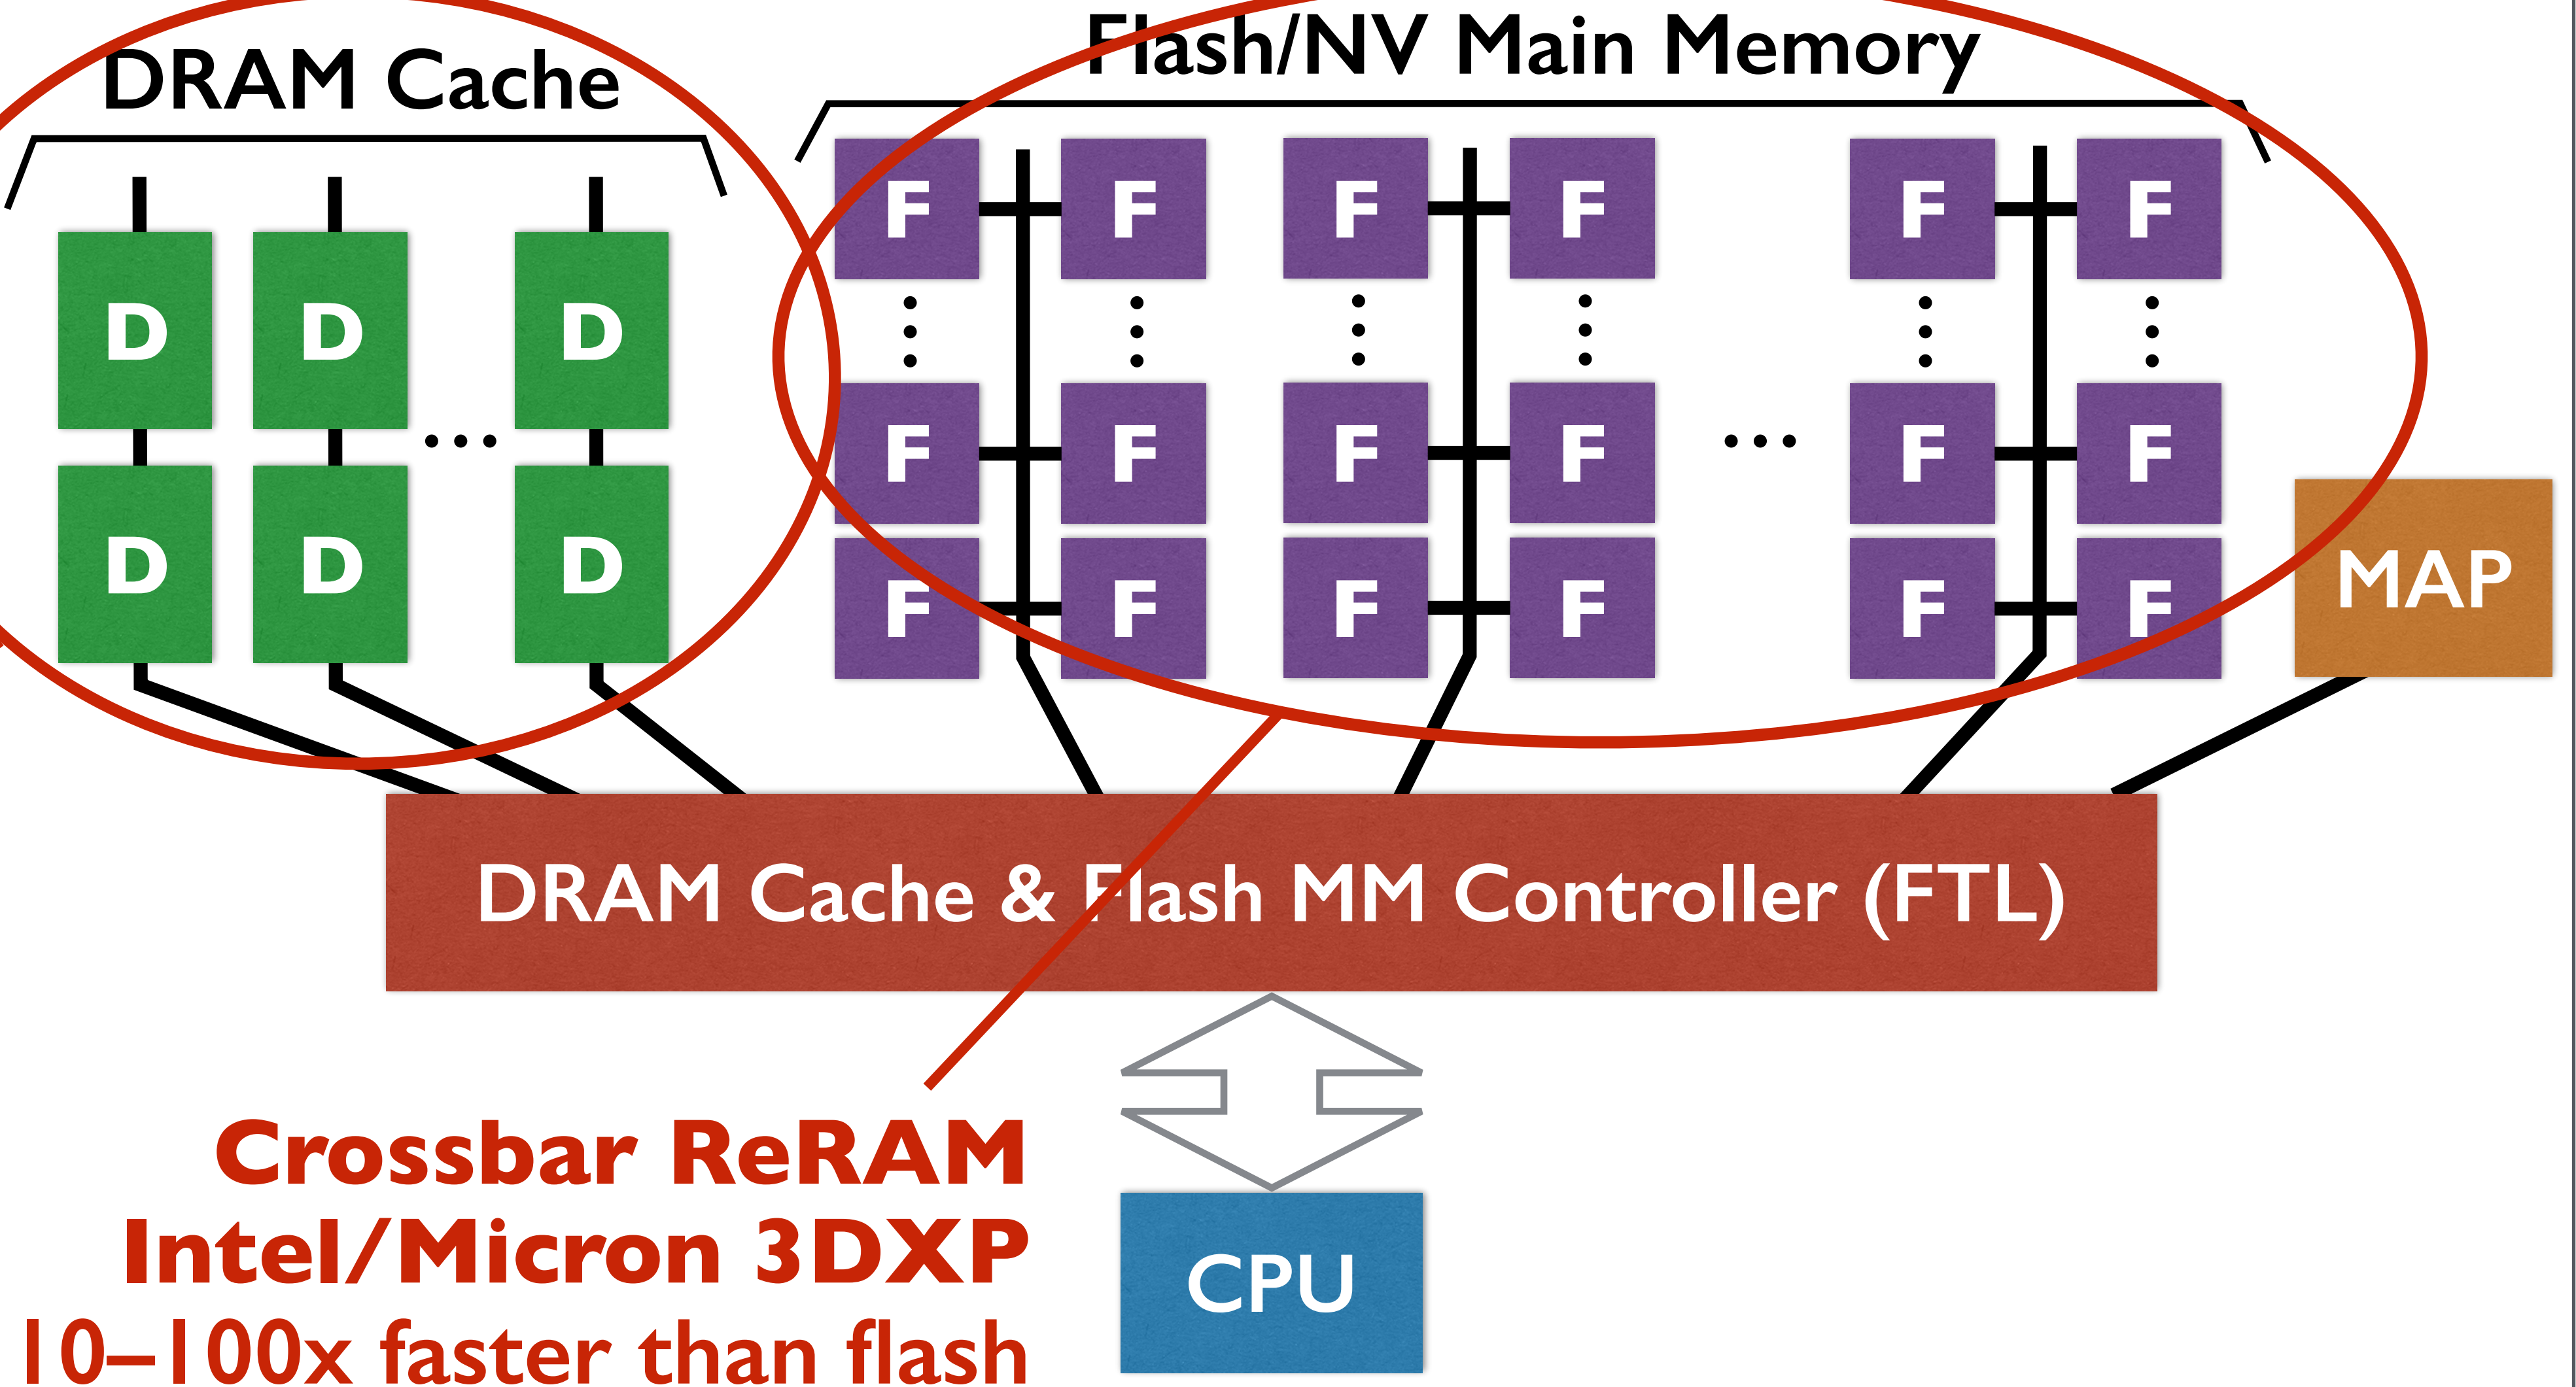 DRAM Cache
Flash/NV Main Memory
F F F F F F
D D D
F F F F F F
D D D
F F F F F F
MAP
DRAM Cache & Flash MM Controller (FTL)
Crossbar ReRAM
Intel/Micron 3DXP
10–100x faster than flash
CPU